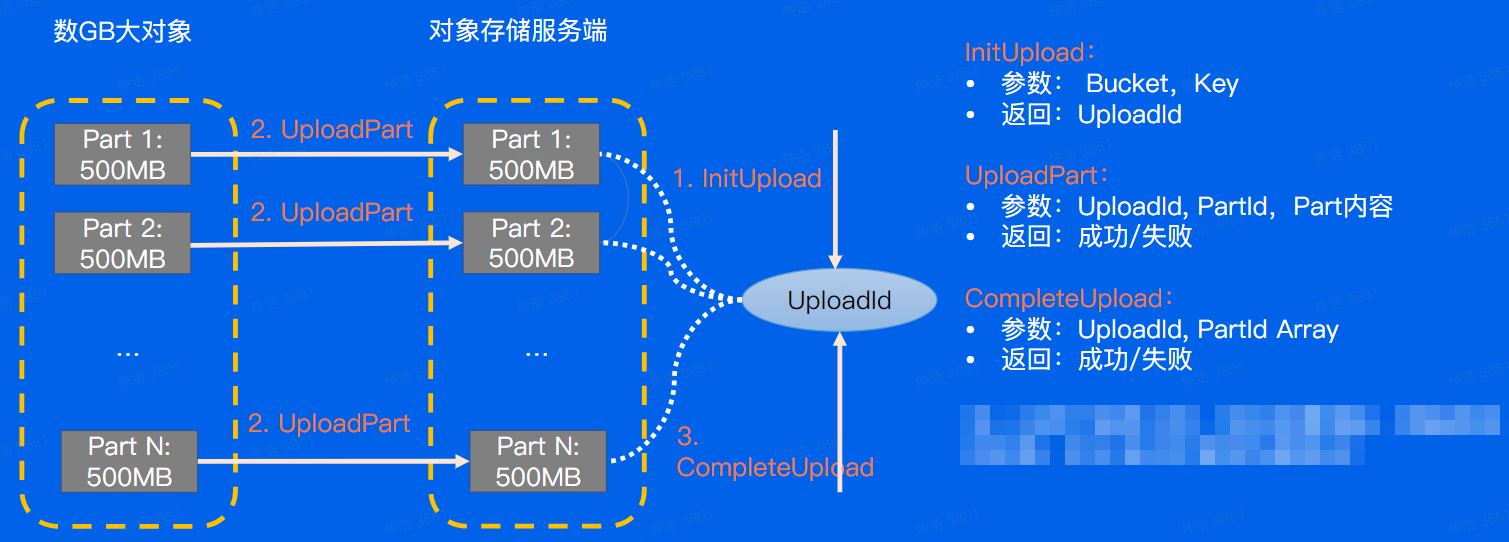 数GB大对象
对象存储服务端
Part 1:
500MB
2. UploadPart
Part 1:
500MB
Part 2:
500MB
2. UploadPart
Part 2:
500MB
...
...
Part N:
500MB
2. UploadPart
Part N:
500MB
1. InitUpload
UploadId
3.
CompleteUpload
InitUpload：
• 参数： Bucket，Key
• 返回：UploadId
UploadPart：
• 参数：UploadId, PartId，Part内容
• 返回：成功/失败
CompleteUpload：
• 参数：UploadId, PartId Array
• 返回：成功/失败